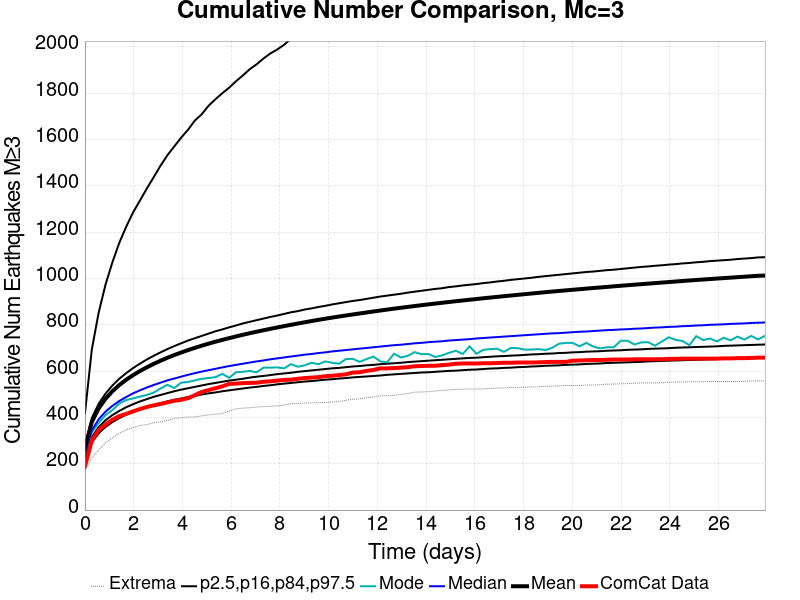 Cumulative Number Comparison, Mc=3
Cumulative Num Earthquakes M≥3
2000
1800
1600
1400
1200
1000
800
600
400
200
0
0 2 4 6 8 10 12 14 16 18 20 22 24 26
Time (days)
Extrema p2.5,p16,p84,p97.5 Mode Median Mean ComCat Data